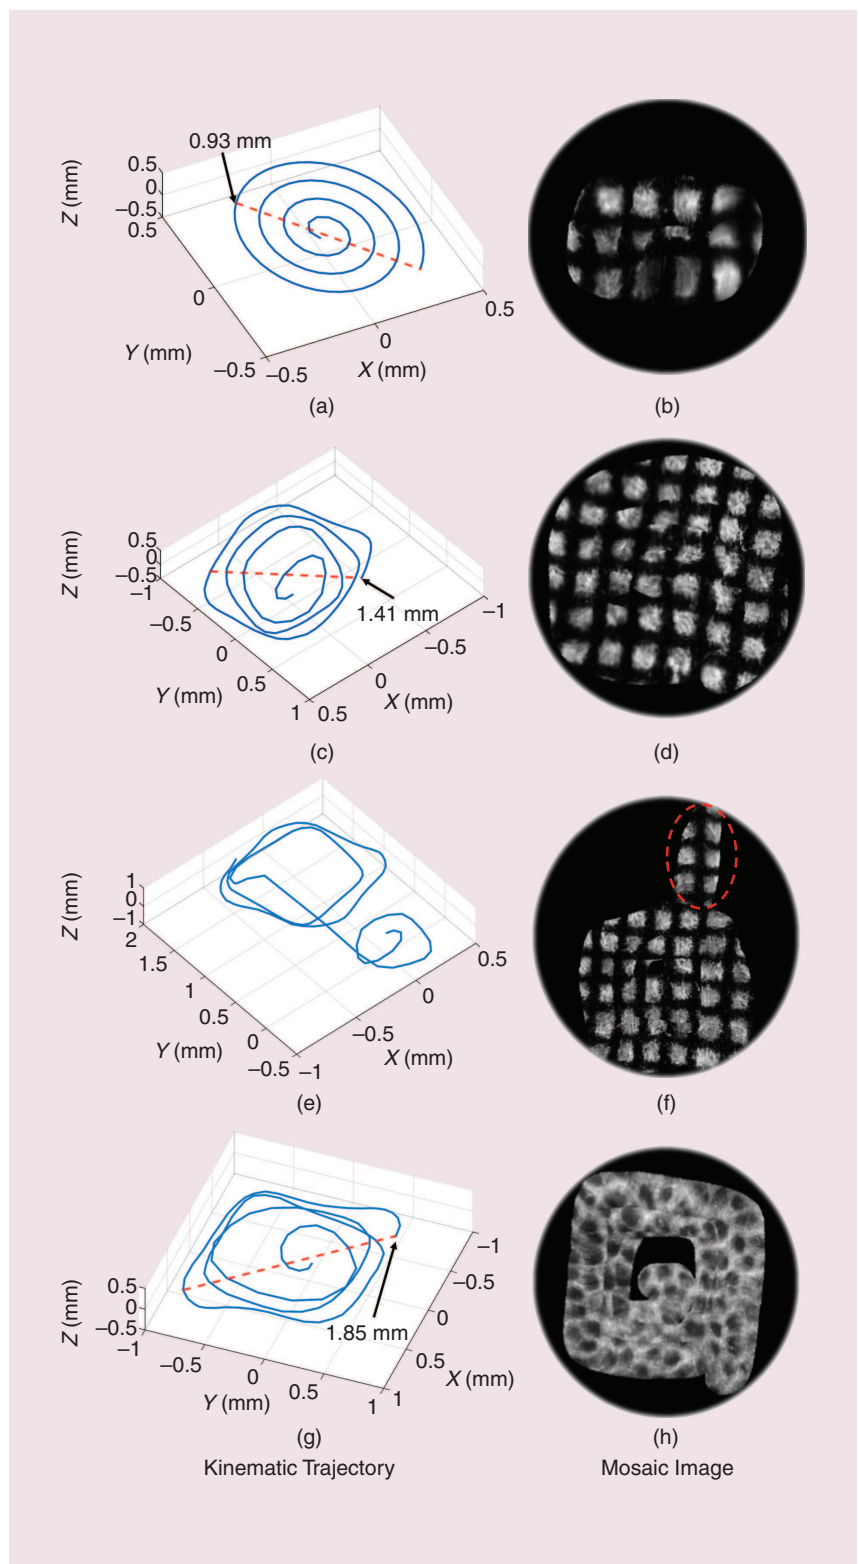 0.93 mm
Z (mm)
0.5
0
–0.5
0.5
0
–0.5
Y (mm)
–0.5
0
0.5
X (mm)
(a)
(b)
Z (mm)
0.5
0
–0.5
–1
–0.5
0
0.5
1
Y (mm)
0.5
0
–0.5
–1
X (mm)
1.41 mm
(c)
(d)
Z (mm)
1
0
–1
2
1.5
1
0.5
0
–0.5
Y (mm)
–1
–0.5
0
0.5
X (mm)
(e)
(f)
Z (mm)
0.5
0
–0.5
–1
–0.5
0
0.5
1
Y (mm)
1
0.5
0
–0.5
–1
X (mm)
1.85 mm
(g)
(h)
Kinematic Trajectory
Mosaic Image